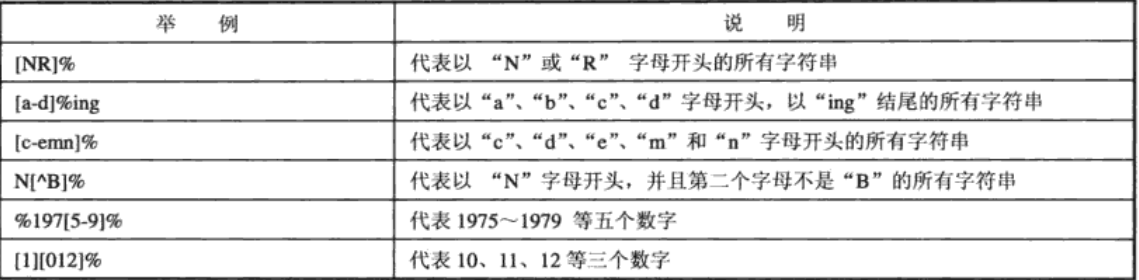 举 例 说 明
[NR]% 代表以 “N”或“R” 字母开头的所有字符串
[a-d]%ing 代表以“a”、“b”、“c”、“d”字母开头，以“ing”结尾的所有字符串
[c-emn]% 代表以“c”、“d”、“e”、“m”和“n”字母开头的所有字符串
N[^B]% 代表以 “N”字母开头，并且第二个字母不是“B”的所有字符串
%197[5-9]% 代表 1975～1979 等五个数字
[1][012]% 代表 10、11、12 等三个数字